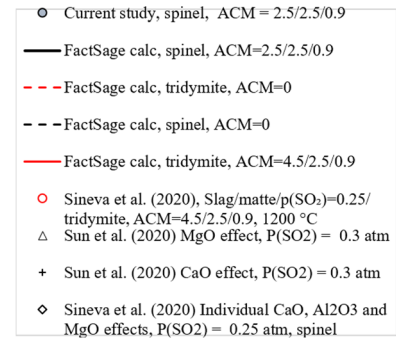 Current study, spinel, ACM = 2.5/2.5/0.9
FactSage calc, spinel, ACM=2.5/2.5/0.9
FactSage calc, tridymite, ACM=0
FactSage calc, spinel, ACM=0
FactSage calc, tridymite, ACM=4.5/2.5/0.9
Sineva et al. (2020), Slag/matte/p(SO₂)=0.25/
tridymite, ACM=4.5/2.5/0.9, 1200 °C
Sun et al. (2020) MgO effect, P(SO2) = 0.3 atm
Sun et al. (2020) CaO effect, P(SO2) = 0.3 atm
Sineva et al. (2020) Individual CaO, Al2O3 and
MgO effects, P(SO2) = 0.25 atm, spinel